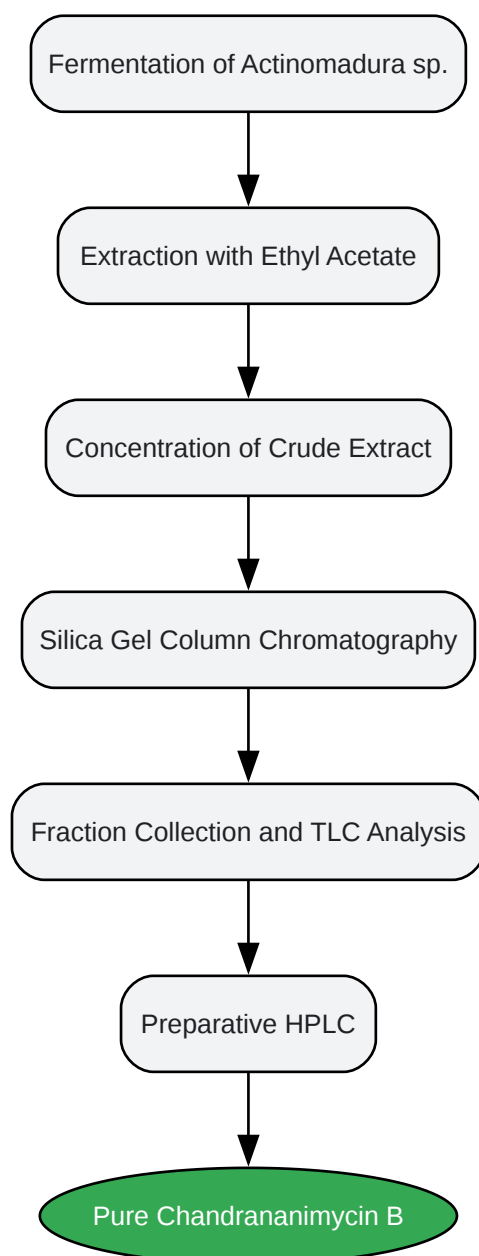 Fermentation of Actinomadura sp.
Extraction with Ethyl Acetate
Concentration of Crude Extract
Silica Gel Column Chromatography
Fraction Collection and TLC Analysis
Preparative HPLC
Pure Chandrananimycin B